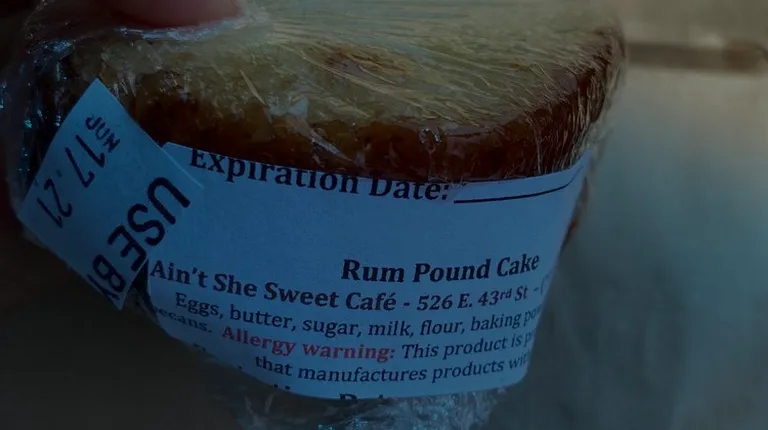 JUN
17.21
USE BY
Expiration Date:
Rum Pound Cake
Ain't She Sweet Café - 526 E. 43rd St - (
Eggs, butter, sugar, milk, flour, baking
pecans. Allergy warning: This product is
that manufactures products